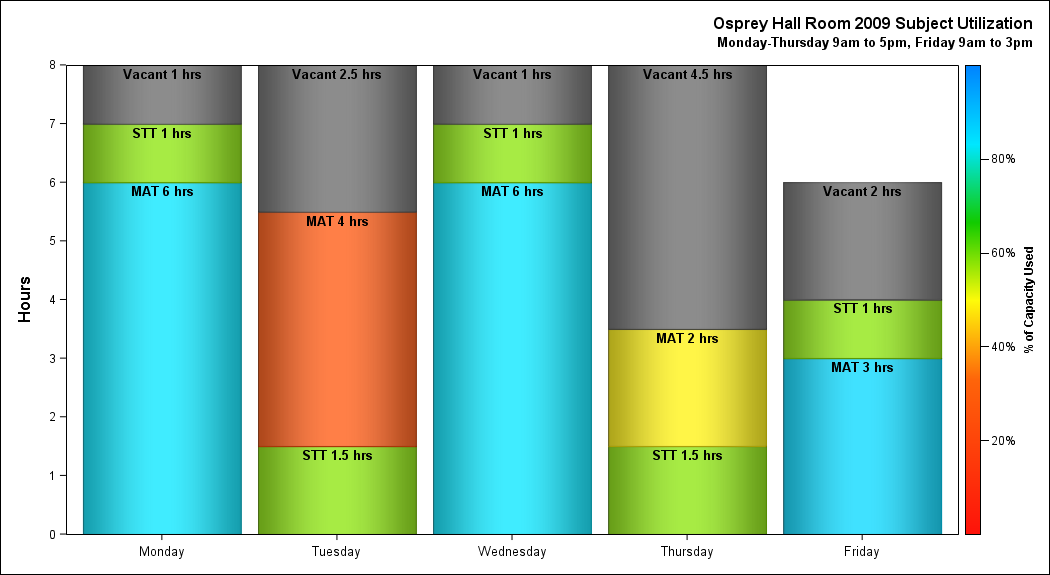 Osprey Hall Room 2009 Subject Utilization
Monday-Thursday 9am to 5pm, Friday 9am to 3pm
Hours
8
7
6
5
4
3
2
1
0
Vacant 1 hrs
STT 1 hrs
MAT 6 hrs
Vacant 2.5 hrs
MAT 4 hrs
STT 1.5 hrs
Vacant 1 hrs
STT 1 hrs
MAT 6 hrs
Vacant 4.5 hrs
MAT 2 hrs
STT 1.5 hrs
Vacant 2 hrs
STT 1 hrs
MAT 3 hrs
Monday
Tuesday
Wednesday
Thursday
Friday
80%
60%
40%
20%
% of Capacity Used